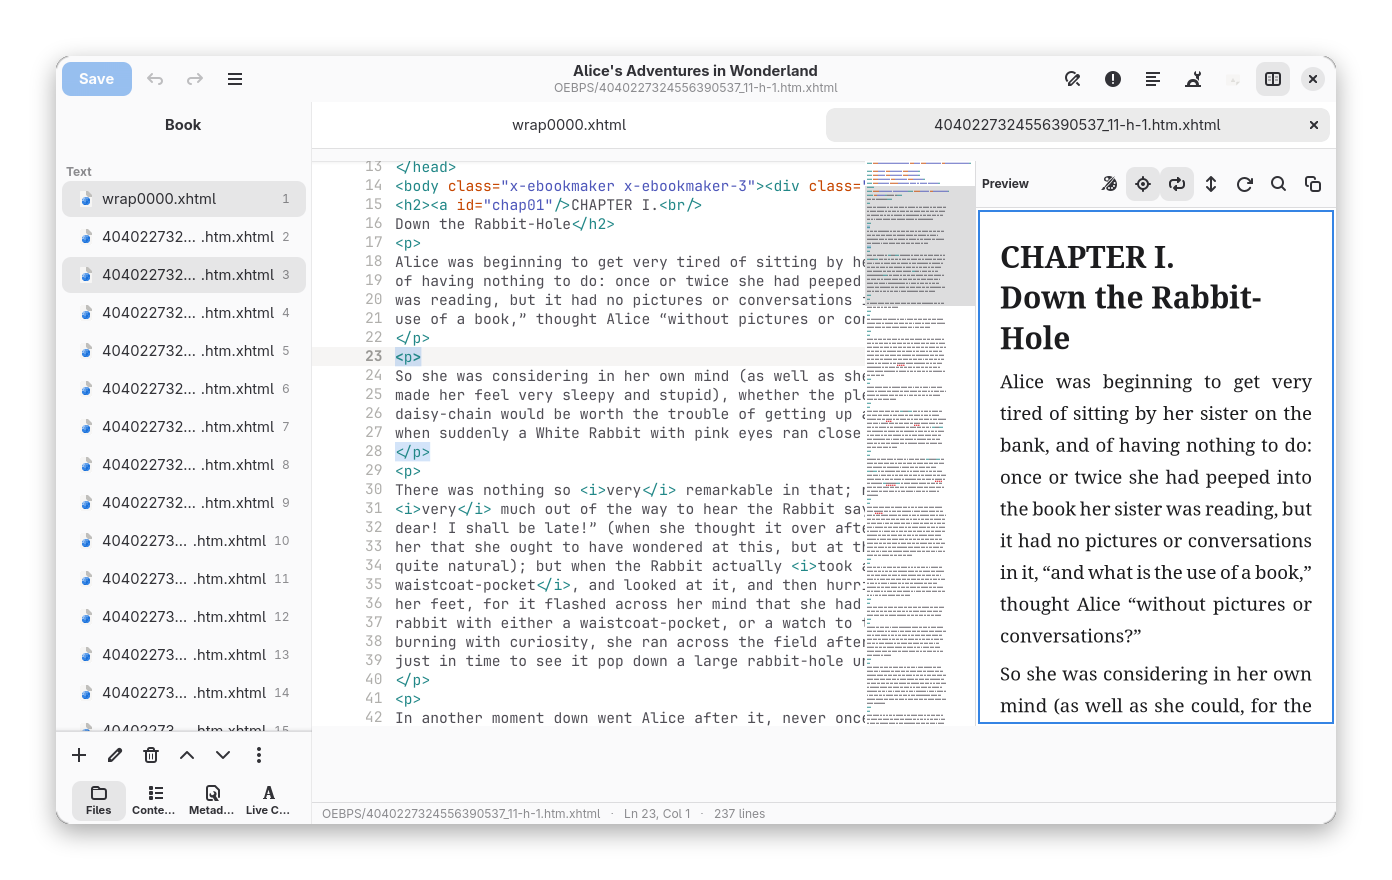 Save
Alice's Adventures in Wonderland
OEBPS/4040227324556390537_11-h-1.htm.xhtml
Book
wrap0000.xhtml
4040227324556390537_11-h-1.htm.xhtml
Text
wrap0000.xhtml 1
404022732... .htm.xhtml 2
404022732... .htm.xhtml 3
404022732... .htm.xhtml 4
404022732... .htm.xhtml 5
404022732... .htm.xhtml 6
404022732... .htm.xhtml 7
404022732... .htm.xhtml 8
404022732... .htm.xhtml 9
40402273... .htm.xhtml 10
40402273... .htm.xhtml 11
40402273... .htm.xhtml 12
40402273... .htm.xhtml 13
40402273... .htm.xhtml 14
40402273... .htm.xhtml 15
Files
Conte...
Metad...
Live C...
13 </head>
14 <body class="x-ebookmaker x-ebookmaker-3"><div class="
15 <h2><a id="chap01"/>CHAPTER I.<br/>
16 Down the Rabbit-Hole</h2>
17 <p>
18 Alice was beginning to get very tired of sitting by he
19 of having nothing to do: once or twice she had peeped
20 was reading, but it had no pictures or conversations
21 use of a book,” thought Alice “without pictures or con
22 </p>
23 <p>
24 So she was considering in her own mind (as well as she
25 made her feel very sleepy and stupid), whether the ple
26 daisy-chain would be worth the trouble of getting up a
27 when suddenly a White Rabbit with pink eyes ran close
28 </p>
29 <p>
30 There was nothing so <i>very</i> remarkable in that;
31 <i>very</i> much out of the way to hear the Rabbit say
32 dear! I shall be late!” (when she thought it over afte
33 her that she ought to have wondered at this, but at th
34 quite natural); but when the Rabbit actually <i>took a
35 waistcoat-pocket</i>, and looked at it, and then hurri
36 her feet, for it flashed across her mind that she had
37 rabbit with either a waistcoat-pocket, or a watch to t
38 burning with curiosity, she ran across the field after
39 just in time to see it pop down a large rabbit-hole un
40 </p>
41 <p>
42 In another moment down went Alice after it, never once
Preview
CHAPTER I.
Down the Rabbit-
Hole
Alice was beginning to get very
tired of sitting by her sister on the
bank, and of having nothing to do:
once or twice she had peeped into
the book her sister was reading, but
it had no pictures or conversations
in it, “and what is the use of a book,”
thought Alice “without pictures or
conversations?”
So she was considering in her own
mind (as well as she could, for the
OEBPS/4040227324556390537_11-h-1.htm.xhtml · Ln 23, Col 1 · 237 lines